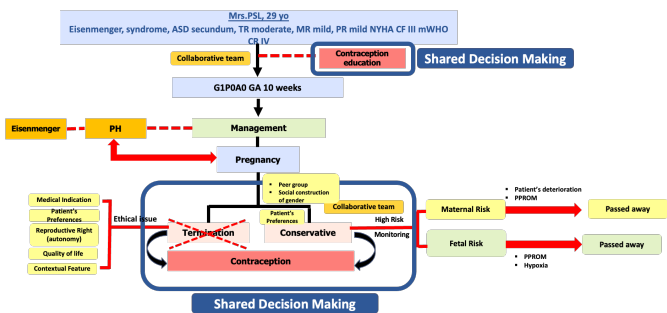 Mrs.PSL, 29 yo
Eisenmenger, syndrome, ASD secundum, TR moderate, MR mild, PR mild NYHA CF III mWHO
CR IV
Collaborative team
Contraception
education
Shared Decision Making
G1P0A0 GA 10 weeks
Eisenmenger
PH
Management
Pregnancy
• Peer group
• Social construction
of gender
Collaborative team
Medical Indication
Patient's
Preferences
Reproductive Right
(autonomy)
Quality of life
Contextual Feature
Ethical issue
Patient's
Preferences
Termination
Conservative
Contraception
High Risk
Monitoring
Maternal Risk
• Patient's deterioration
• PPROM
Passed away
Fetal Risk
• PPROM
• Hypoxia
Passed away
Shared Decision Making